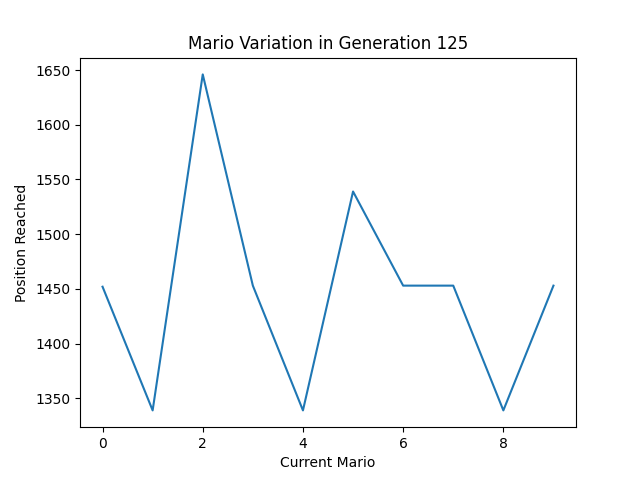 Mario Variation in Generation 125
Position Reached
1650
1600
1550
1500
1450
1400
1350
0 2 4 6 8
Current Mario